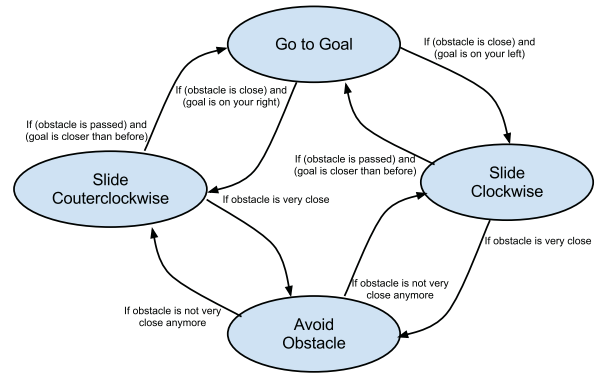 Go to Goal
If (obstacle is close) and
(goal is on your left)
If (obstacle is close) and
(goal is on your right)
If (obstacle is passed) and
(goal is closer than before)
If (obstacle is passed) and
(goal is closer than before)
Slide
Couterclockwise
Slide
Clockwise
If obstacle is very close
If obstacle is very close
If obstacle is not very
close anymore
If obstacle is not very
close anymore
Avoid
Obstacle